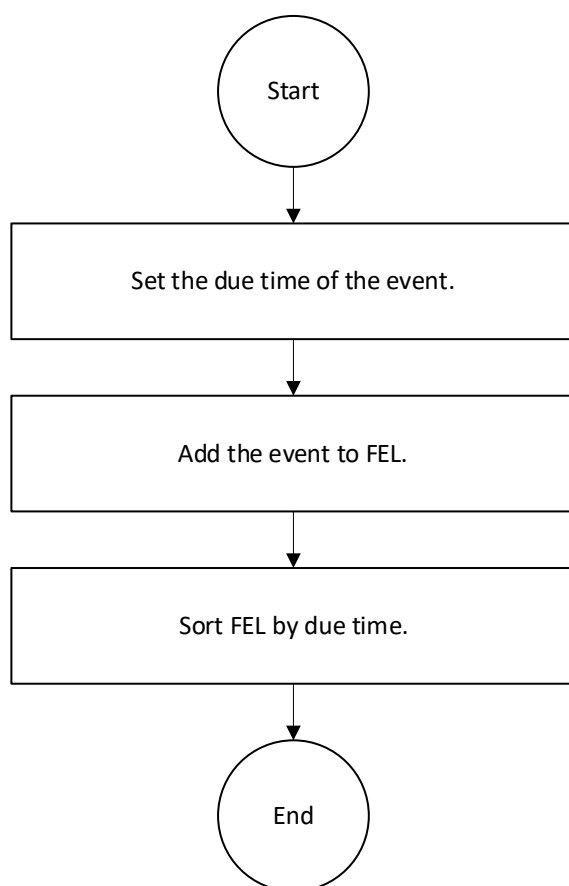 Start
Set the due time of the event.
Add the event to FEL.
Sort FEL by due time.
End